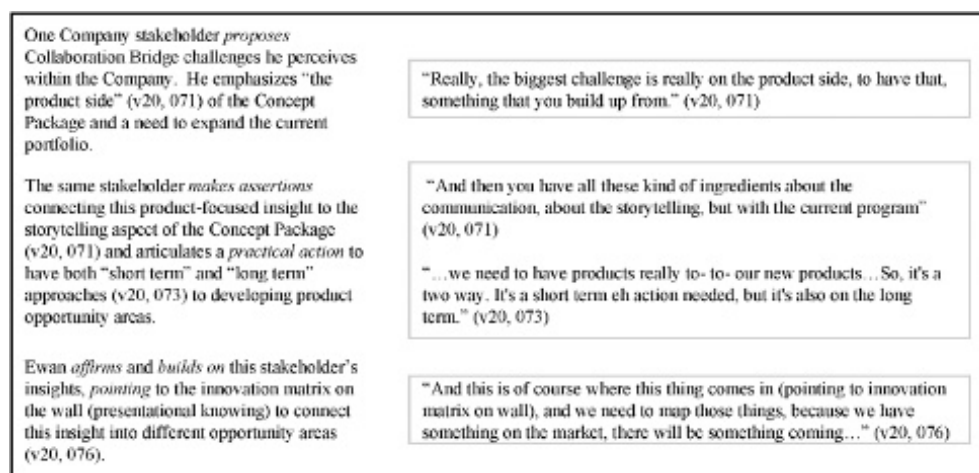 One Company stakeholder proposes
Collaboration Bridge challenges he perceives
within the Company. He emphasizes “the
product side” (v20, 071) of the Concept
Package and a need to expand the current
portfolio.
“Really, the biggest challenge is really on the product side, to have that,
something that you build up from.” (v20, 071)
The same stakeholder makes assertions
connecting this product-focused insight to the
storytelling aspect of the Concept Package
(v20, 071) and articulates a practical action to
have both “short term” and “long term”
approaches (v20, 073) to developing product
opportunity areas.
“And then you have all these kind of ingredients about the
communication, about the storytelling, but with the current program”
(v20, 071)
“…we need to have products really to- to- our new products…So, it's a
two way. It's a short term eh action needed, but it's also on the long
term.” (v20, 073)
Ewan affirms and builds on this stakeholder’s
insights, pointing to the innovation matrix on
the wall (presentational knowing) to connect
this insight into different opportunity areas
(v20, 076).
“And this is of course where this thing comes in (pointing to innovation
matrix on wall), and we need to map those things, because we have
something on the market, there will be something coming…” (v20, 076)